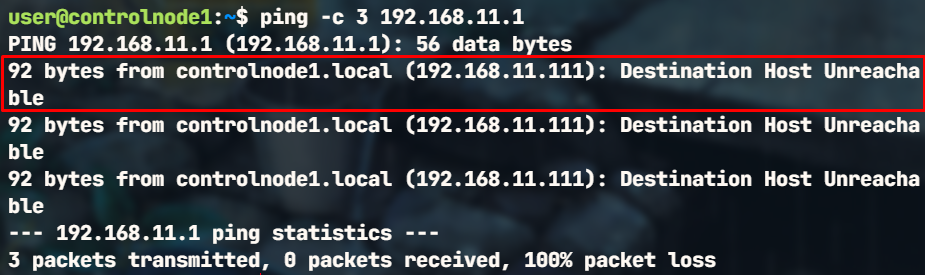 user@controlnode1:~$ ping -c 3 192.168.11.1
PING 192.168.11.1 (192.168.11.1): 56 data bytes
92 bytes from controlnode1.local (192.168.11.111): Destination Host Unreacha
ble
92 bytes from controlnode1.local (192.168.11.111): Destination Host Unreacha
ble
92 bytes from controlnode1.local (192.168.11.111): Destination Host Unreacha
ble
--- 192.168.11.1 ping statistics ---
3 packets transmitted, 0 packets received, 100% packet loss